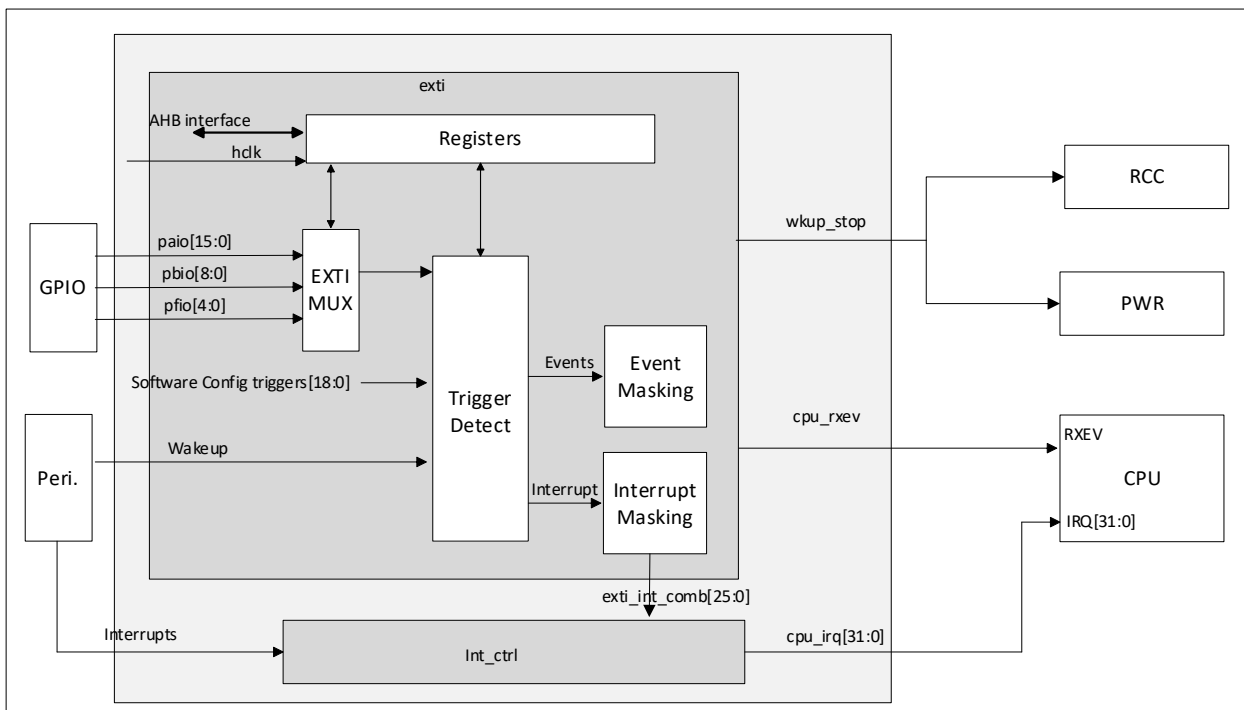 exti
AHB interface
Registers
hclk
RCC
wkup_stop
paio[15:0]
pbio[8:0]
pfio[4:0]
GPIO
EXTI
MUX
PWR
Events
Event
Masking
Software Config triggers[18:0]
Trigger
Detect
cpu_rxev
RXEV
Wakeup
Peri.
CPU
Interrupt
Interrupt
Masking
IRQ[31:0]
exti_int_comb[25:0]
Interrupts
Int_ctrl
cpu_irq[31:0]